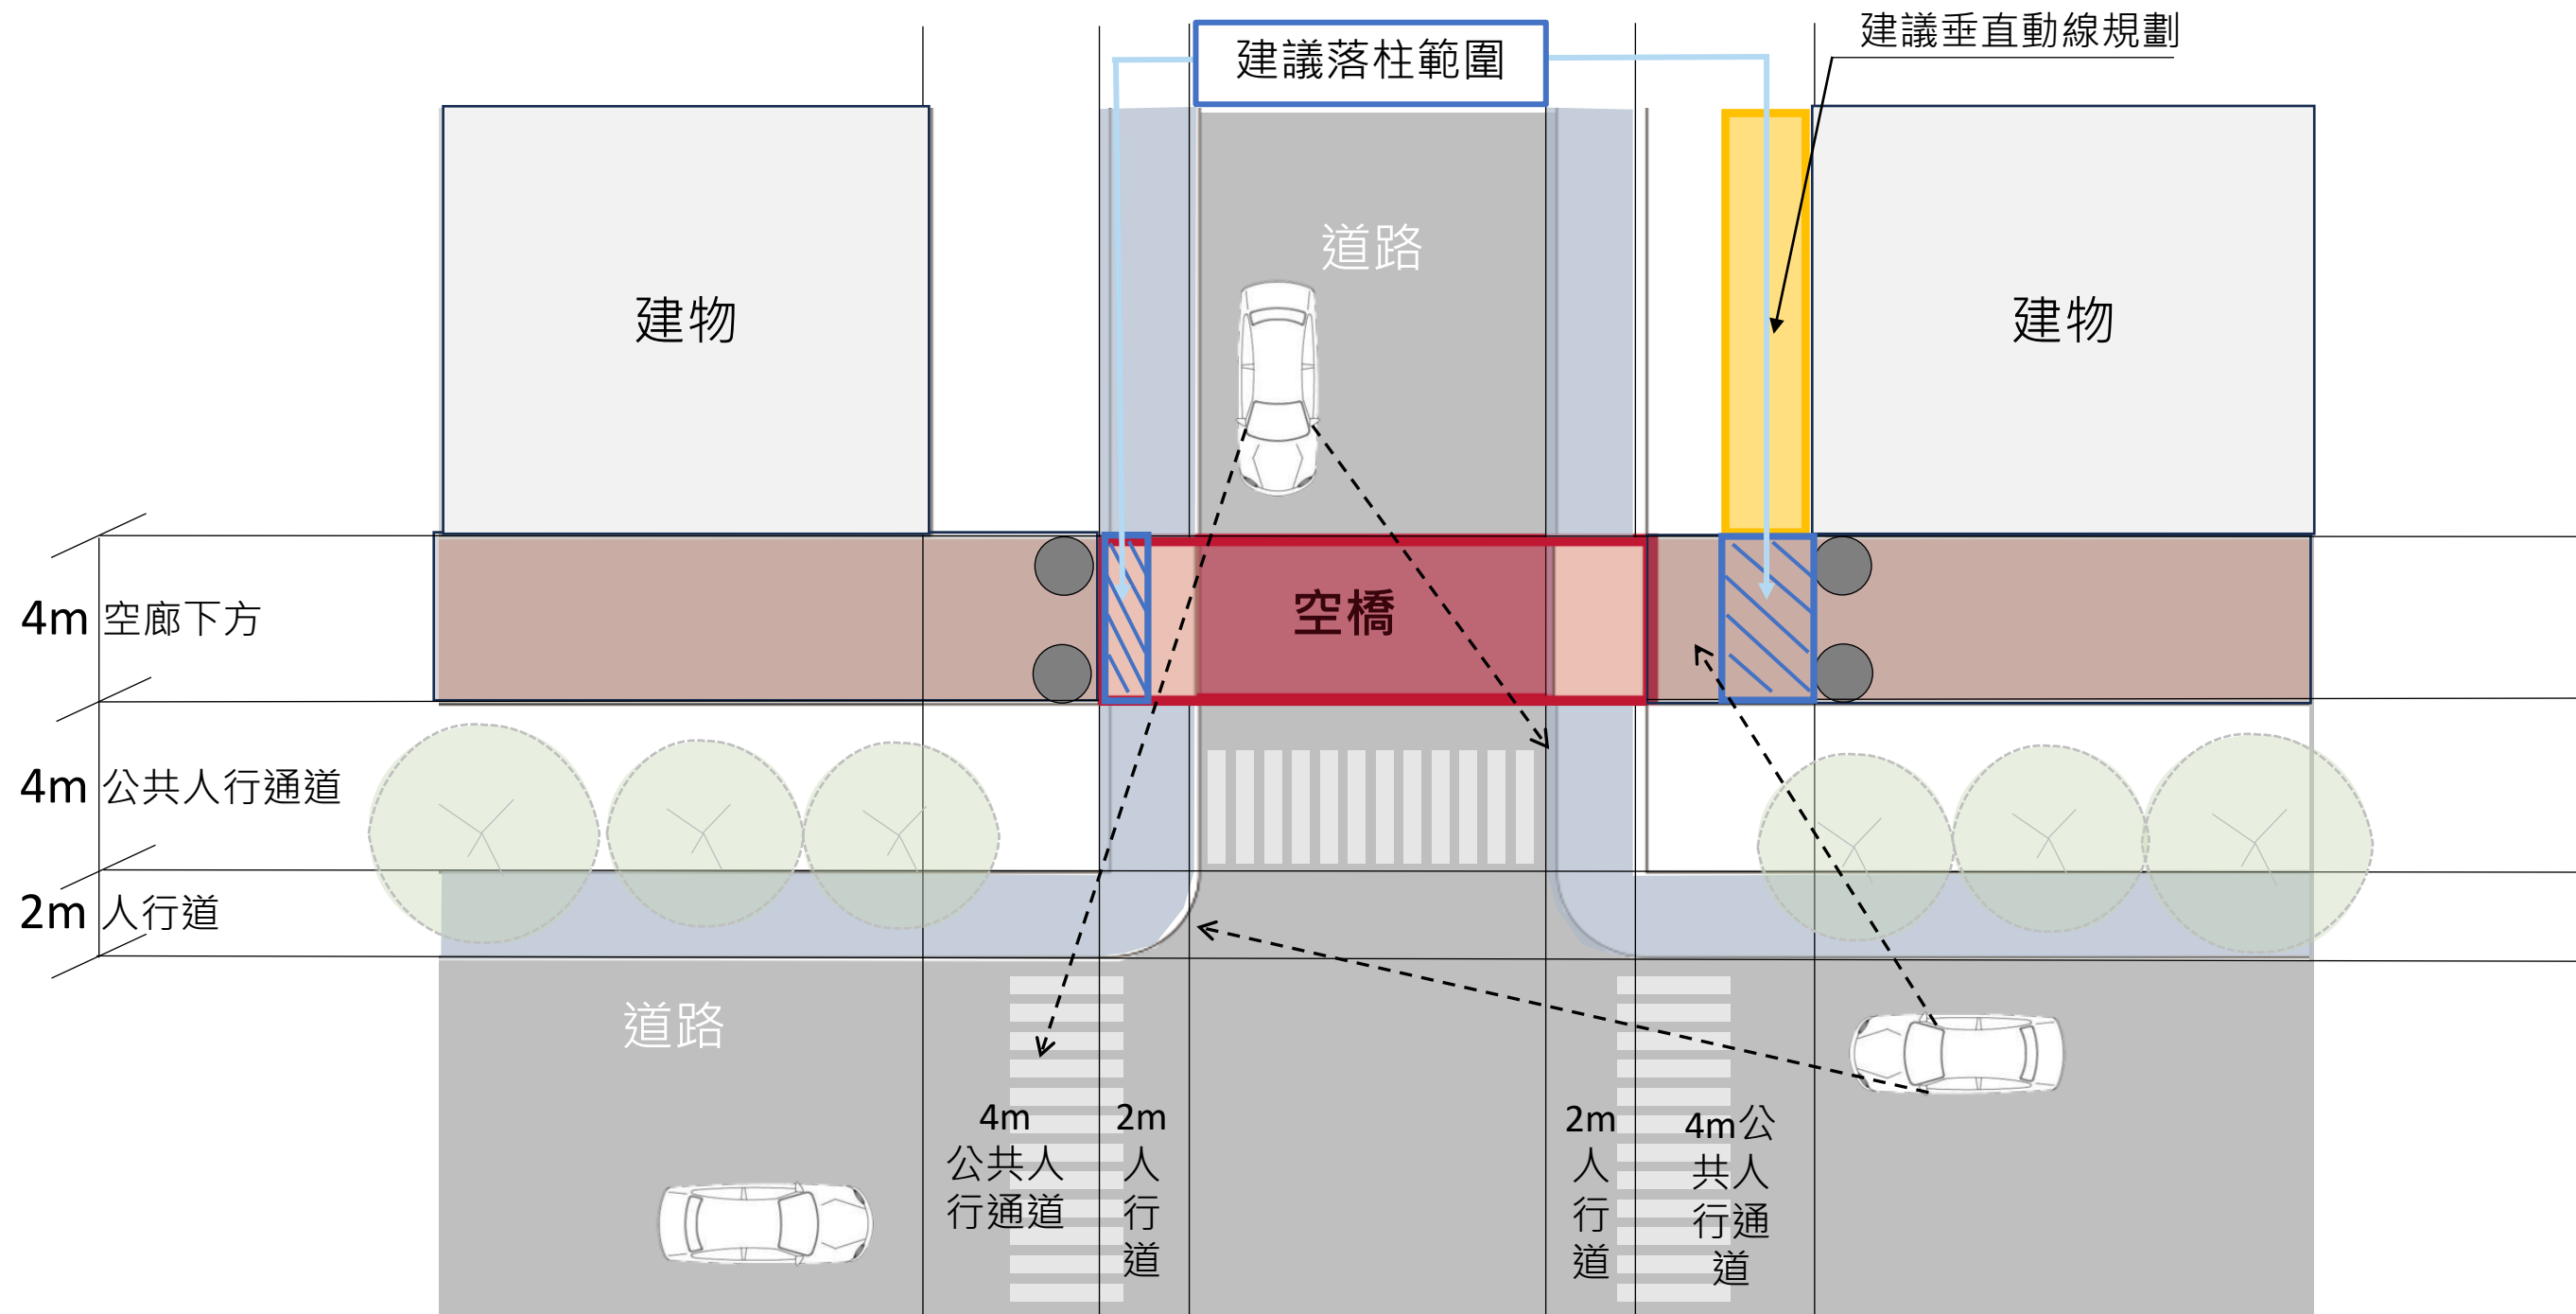 建議垂直動線規劃
建議落柱範圍
道路
建物
建物
4m 空廊下方
空橋
4m 公共人行通道
2m 人行道
道路
4m
公共人
行通道
2m
人
行
道
2m
人
行
道
4m公
共人
行通
道